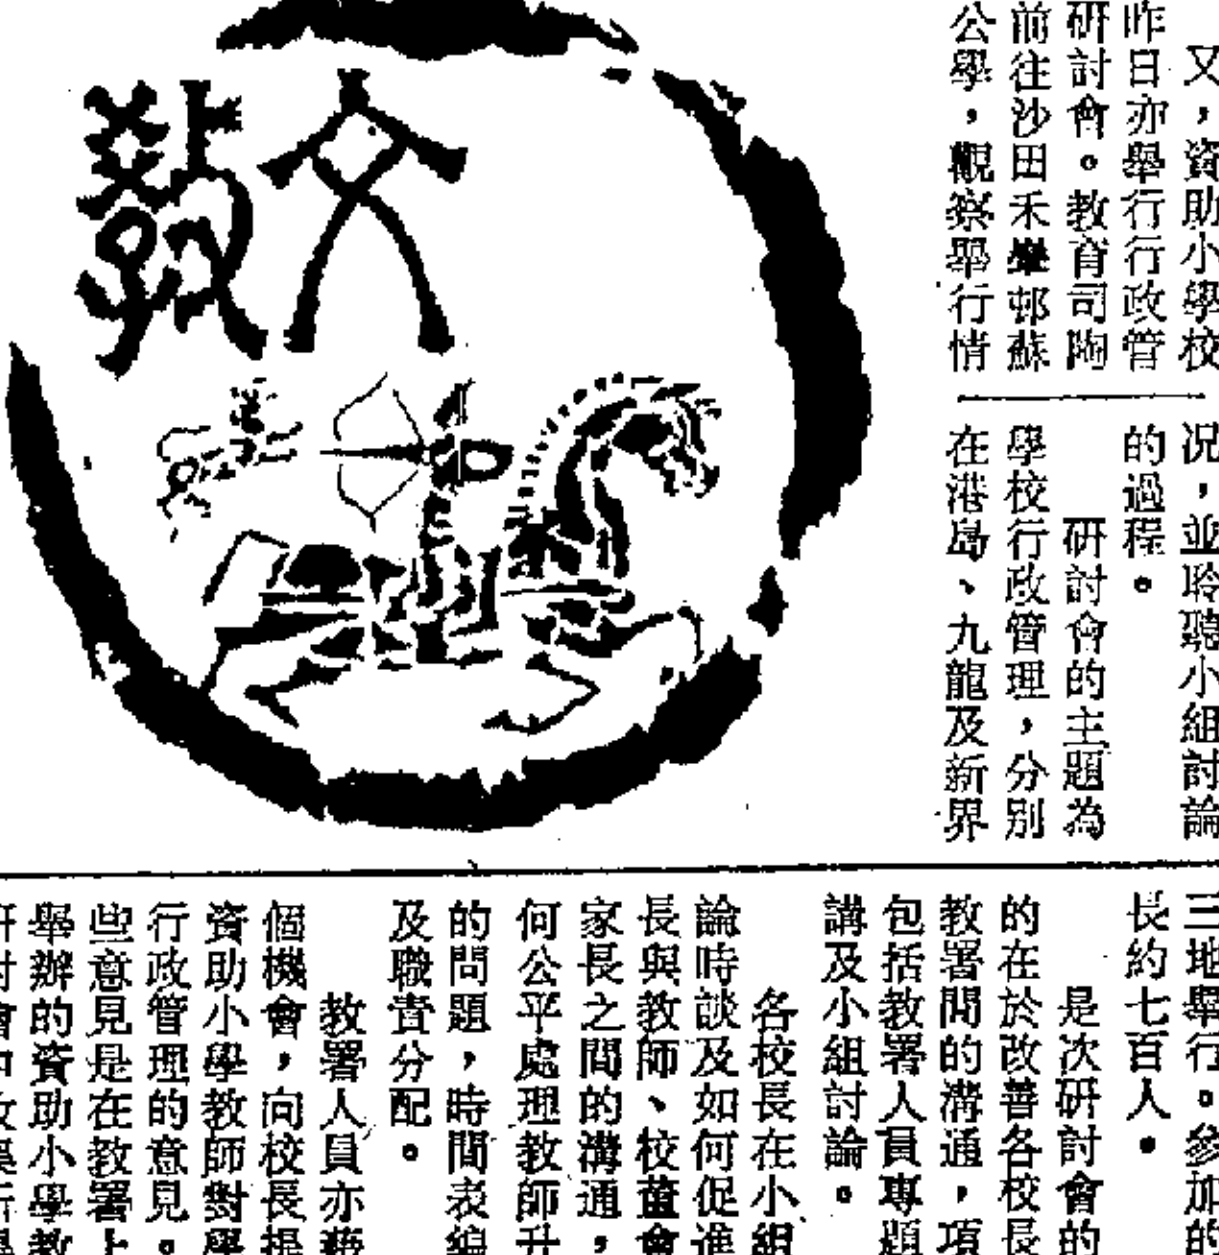 又，資助小學校
昨日亦舉行行政管
研討會。教育司陶
前往沙田禾輋邨蘇
公學，觀察舉行情
況，並聆聽小組討論
的過程。
研討會的主題為
學校行政管理，分別
在港島、九龍及新界
三地舉行。參加的
長約七百人。
是次研討會的
的在於改善各校長
教署間的溝通，項
包括教署人員專題
講及小組討論。
各校長在小組
論時談及如何促進
長與教師、校董會
家長之間的溝通，
何公平處理教師升
的問題，時間表編
及職責分配。
教署人員亦藉
個機會，向校長提
資助小學教師對學
行政管理的意見。
些意見是在教署上
舉辦的資助小學教
文教